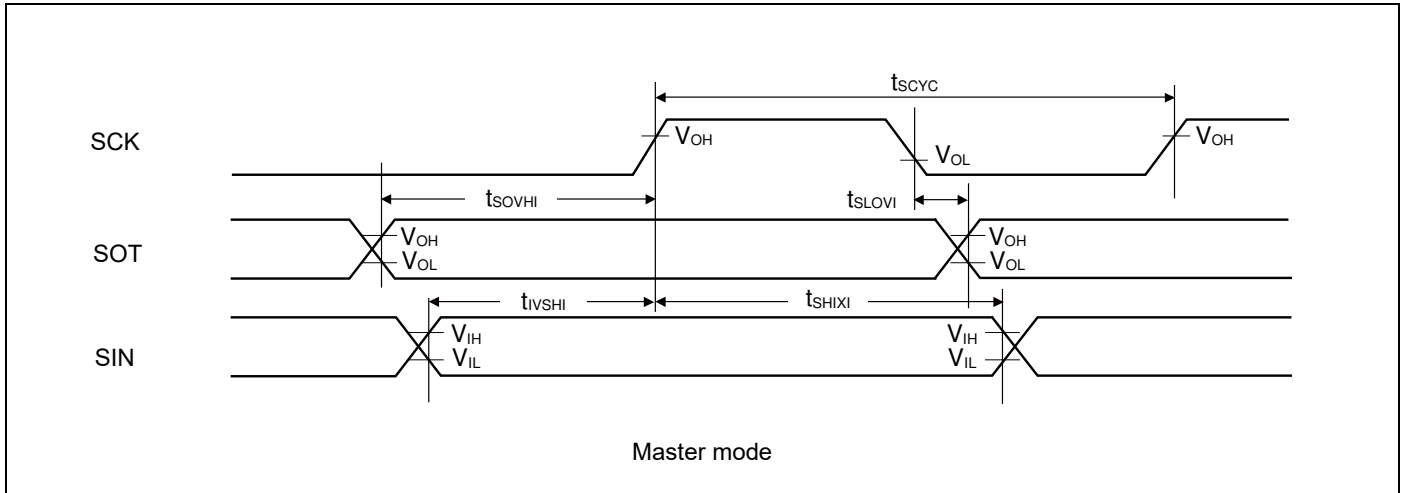 tSCYC
SCK
VOH
VOL
VOH
tSOVHI
tSLOVI
SOT
VOH
VOL
VOH
VOL
tIVSHI
tSHIXI
SIN
VIH
VIL
VIH
VIL
Master mode